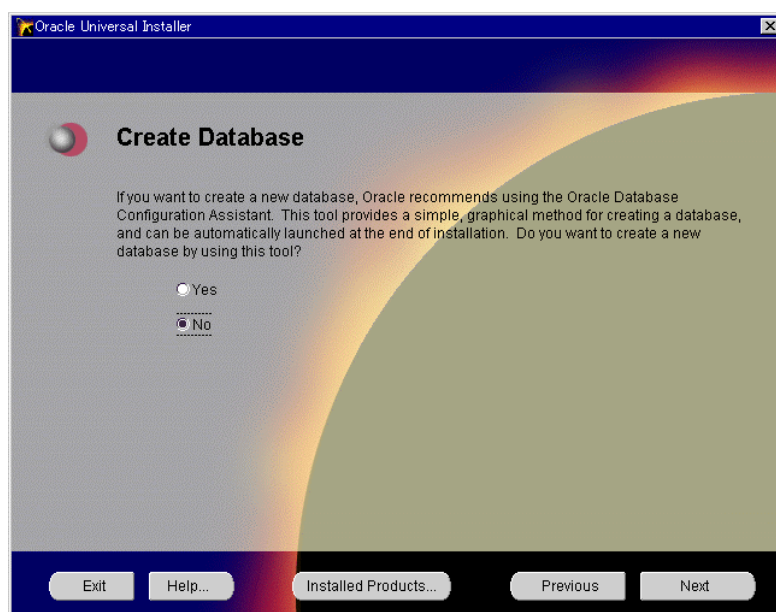 Oracle Universal Installer
Create Database
If you want to create a new database, Oracle recommends using the Oracle Database
Configuration Assistant. This tool provides a simple, graphical method for creating a database,
and can be automatically launched at the end of installation. Do you want to create a new
database by using this tool?
Yes
No
Exit Help... Installed Products... Previous Next